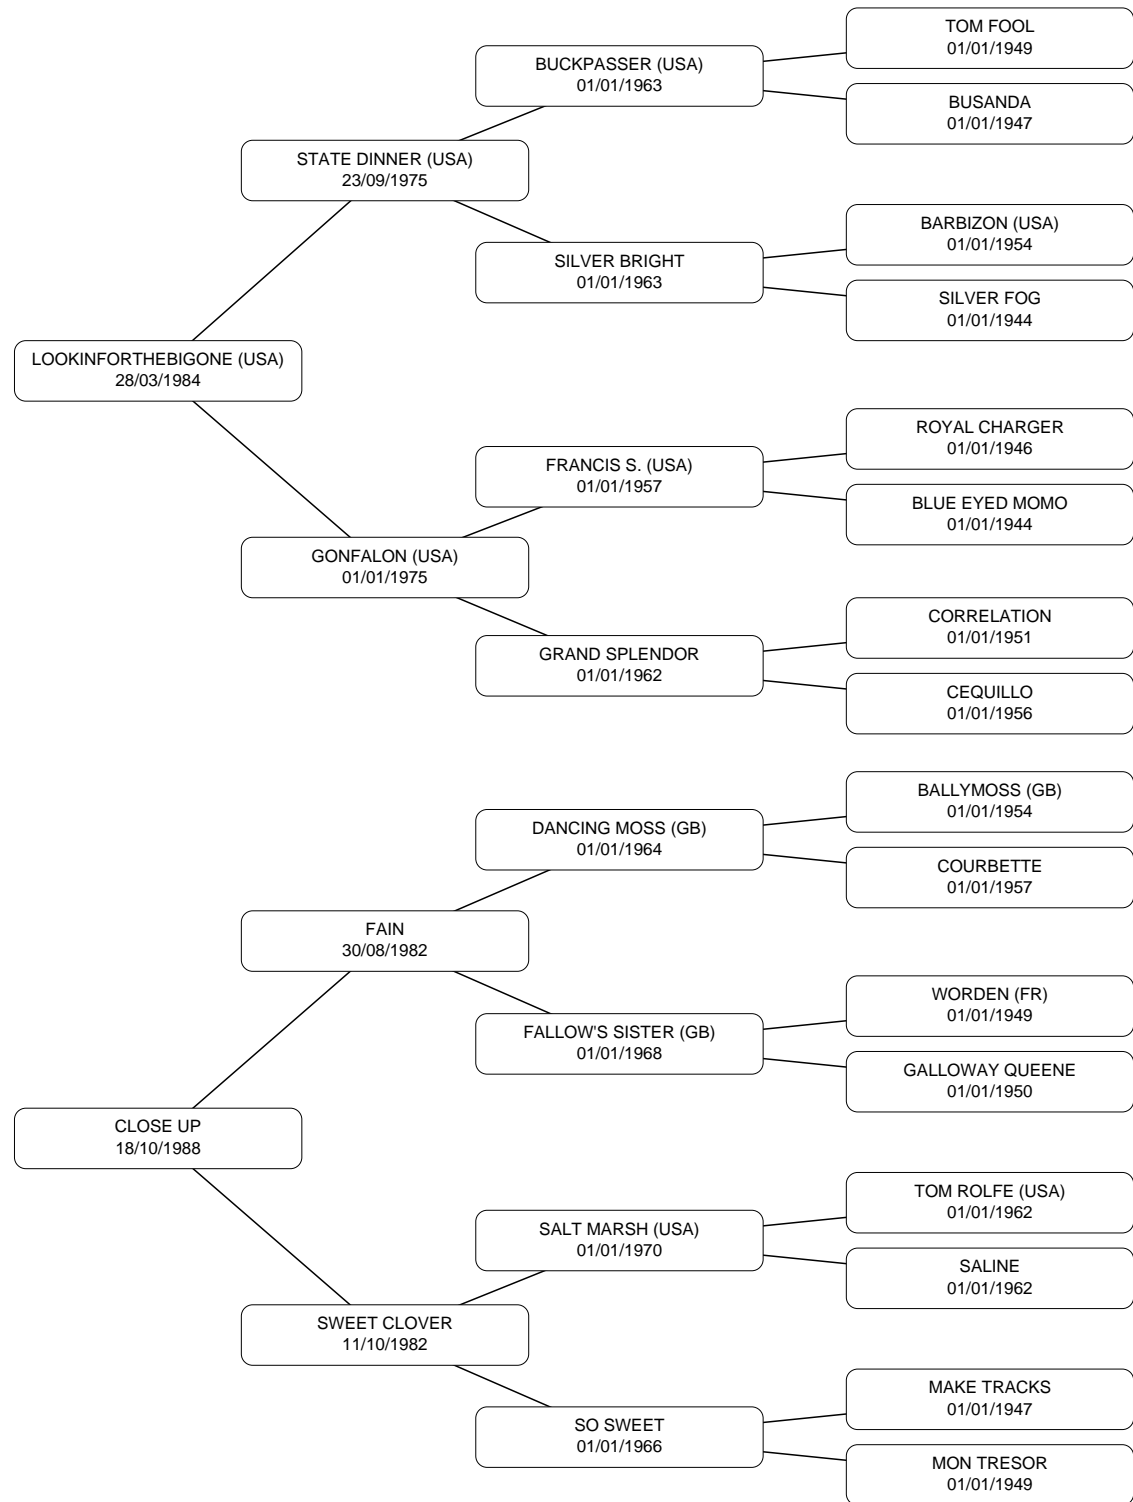 TOM FOOL
01/01/1949
BUCKPASSER (USA)
01/01/1963
BUSANDA
01/01/1947
STATE DINNER (USA)
23/09/1975
BARBIZON (USA)
01/01/1954
SILVER BRIGHT
01/01/1963
SILVER FOG
01/01/1944
LOOKINFORTHEBIGONE (USA)
28/03/1984
ROYAL CHARGER
01/01/1946
FRANCIS S. (USA)
01/01/1957
BLUE EYED MOMO
01/01/1944
GONFALON (USA)
01/01/1975
CORRELATION
01/01/1951
GRAND SPLENDOR
01/01/1962
CEQUILLO
01/01/1956
BALLYMOSS (GB)
01/01/1954
DANCING MOSS (GB)
01/01/1964
COURBETTE
01/01/1957
FAIN
30/08/1982
WORDEN (FR)
01/01/1949
FALLOW'S SISTER (GB)
01/01/1968
GALLOWAY QUEENE
01/01/1950
CLOSE UP
18/10/1988
TOM ROLFE (USA)
01/01/1962
SALT MARSH (USA)
01/01/1970
SALINE
01/01/1962
SWEET CLOVER
11/10/1982
MAKE TRACKS
01/01/1947
SO SWEET
01/01/1966
MON TRESOR
01/01/1949